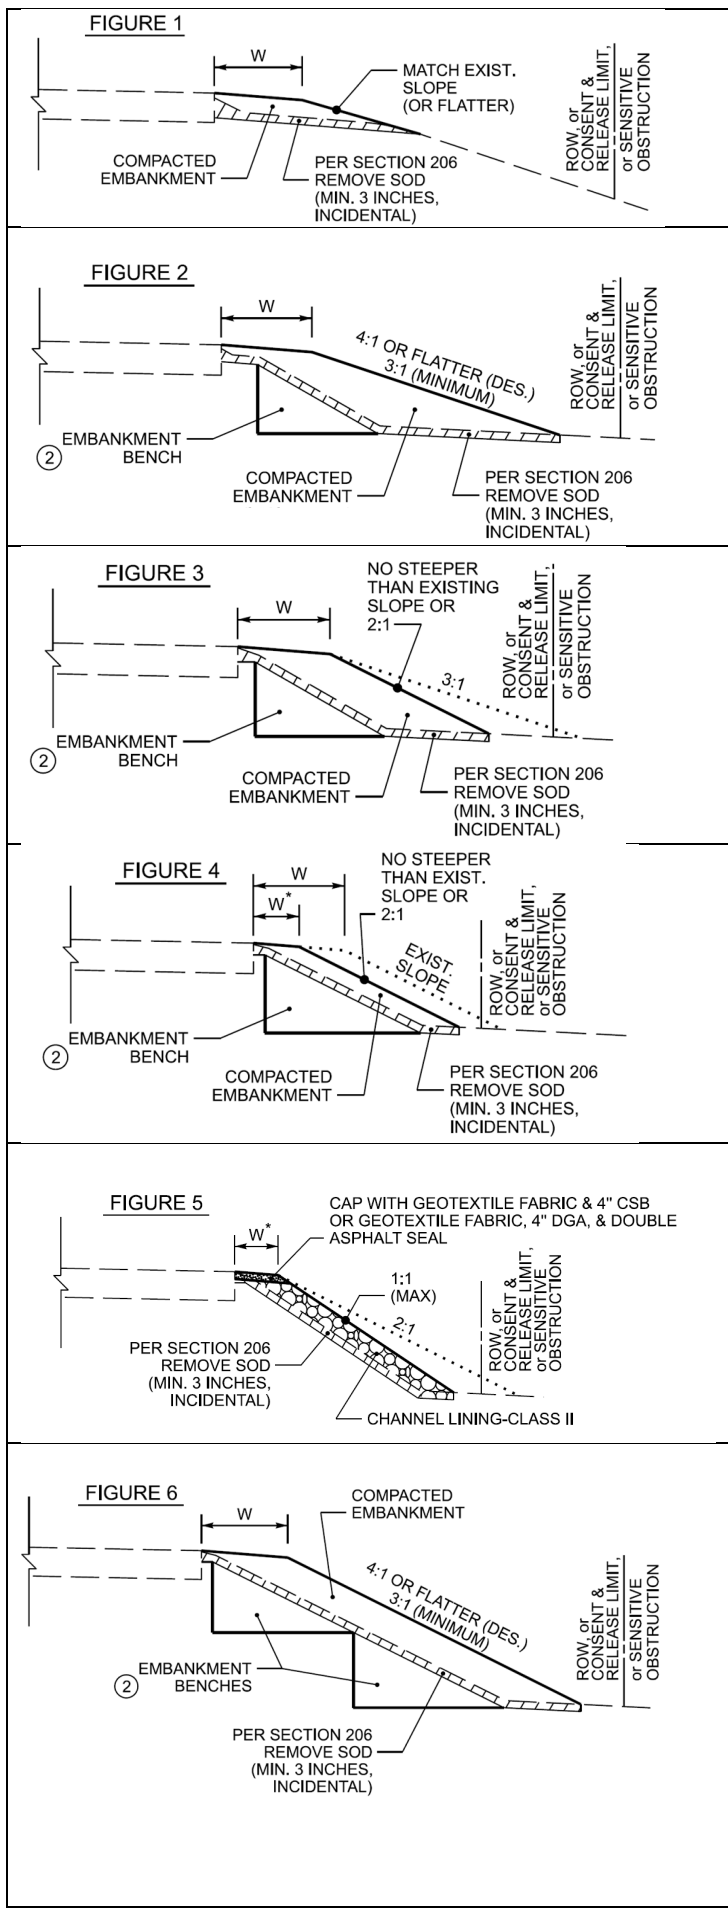 FIGURE 1
W
MATCH EXIST.
SLOPE
(OR FLATTER)
COMPACTED
EMBANKMENT
PER SECTION 206
REMOVE SOD
(MIN. 3 INCHES,
INCIDENTAL)
ROW, or
CONSENT &
RELEASE LIMIT,
or SENSITIVE
OBSTRUCTION
FIGURE 2
W
4:1 OR FLATTER (DES.)
3:1 (MINIMUM)
2
EMBANKMENT
BENCH
COMPACTED
EMBANKMENT
PER SECTION 206
REMOVE SOD
(MIN. 3 INCHES,
INCIDENTAL)
ROW, or
CONSENT &
RELEASE LIMIT,
or SENSITIVE
OBSTRUCTION
FIGURE 3
W
NO STEEPER
THAN EXISTING
SLOPE OR
2:1
3:1
2
EMBANKMENT
BENCH
COMPACTED
EMBANKMENT
PER SECTION 206
REMOVE SOD
(MIN. 3 INCHES,
INCIDENTAL)
ROW, or
CONSENT &
RELEASE LIMIT,
or SENSITIVE
OBSTRUCTION
FIGURE 4
W
W*
NO STEEPER
THAN EXIST.
SLOPE OR
2:1
EXIST.
SLOPE
2
EMBANKMENT
BENCH
COMPACTED
EMBANKMENT
PER SECTION 206
REMOVE SOD
(MIN. 3 INCHES,
INCIDENTAL)
ROW, or
CONSENT &
RELEASE LIMIT,
or SENSITIVE
OBSTRUCTION
FIGURE 5
W*
CAP WITH GEOTEXTILE FABRIC & 4" CSB
OR GEOTEXTILE FABRIC, 4" DGA, & DOUBLE
ASPHALT SEAL
1:1
(MAX)
2:1
PER SECTION 206
REMOVE SOD
(MIN. 3 INCHES,
INCIDENTAL)
CHANNEL LINING-CLASS II
ROW, or
CONSENT &
RELEASE LIMIT,
or SENSITIVE
OBSTRUCTION
FIGURE 6
W
COMPACTED
EMBANKMENT
4:1 OR FLATTER (DES.)
3:1 (MINIMUM)
2
EMBANKMENT
BENCHES
PER SECTION 206
REMOVE SOD
(MIN. 3 INCHES,
INCIDENTAL)
ROW, or
CONSENT &
RELEASE LIMIT,
or SENSITIVE
OBSTRUCTION